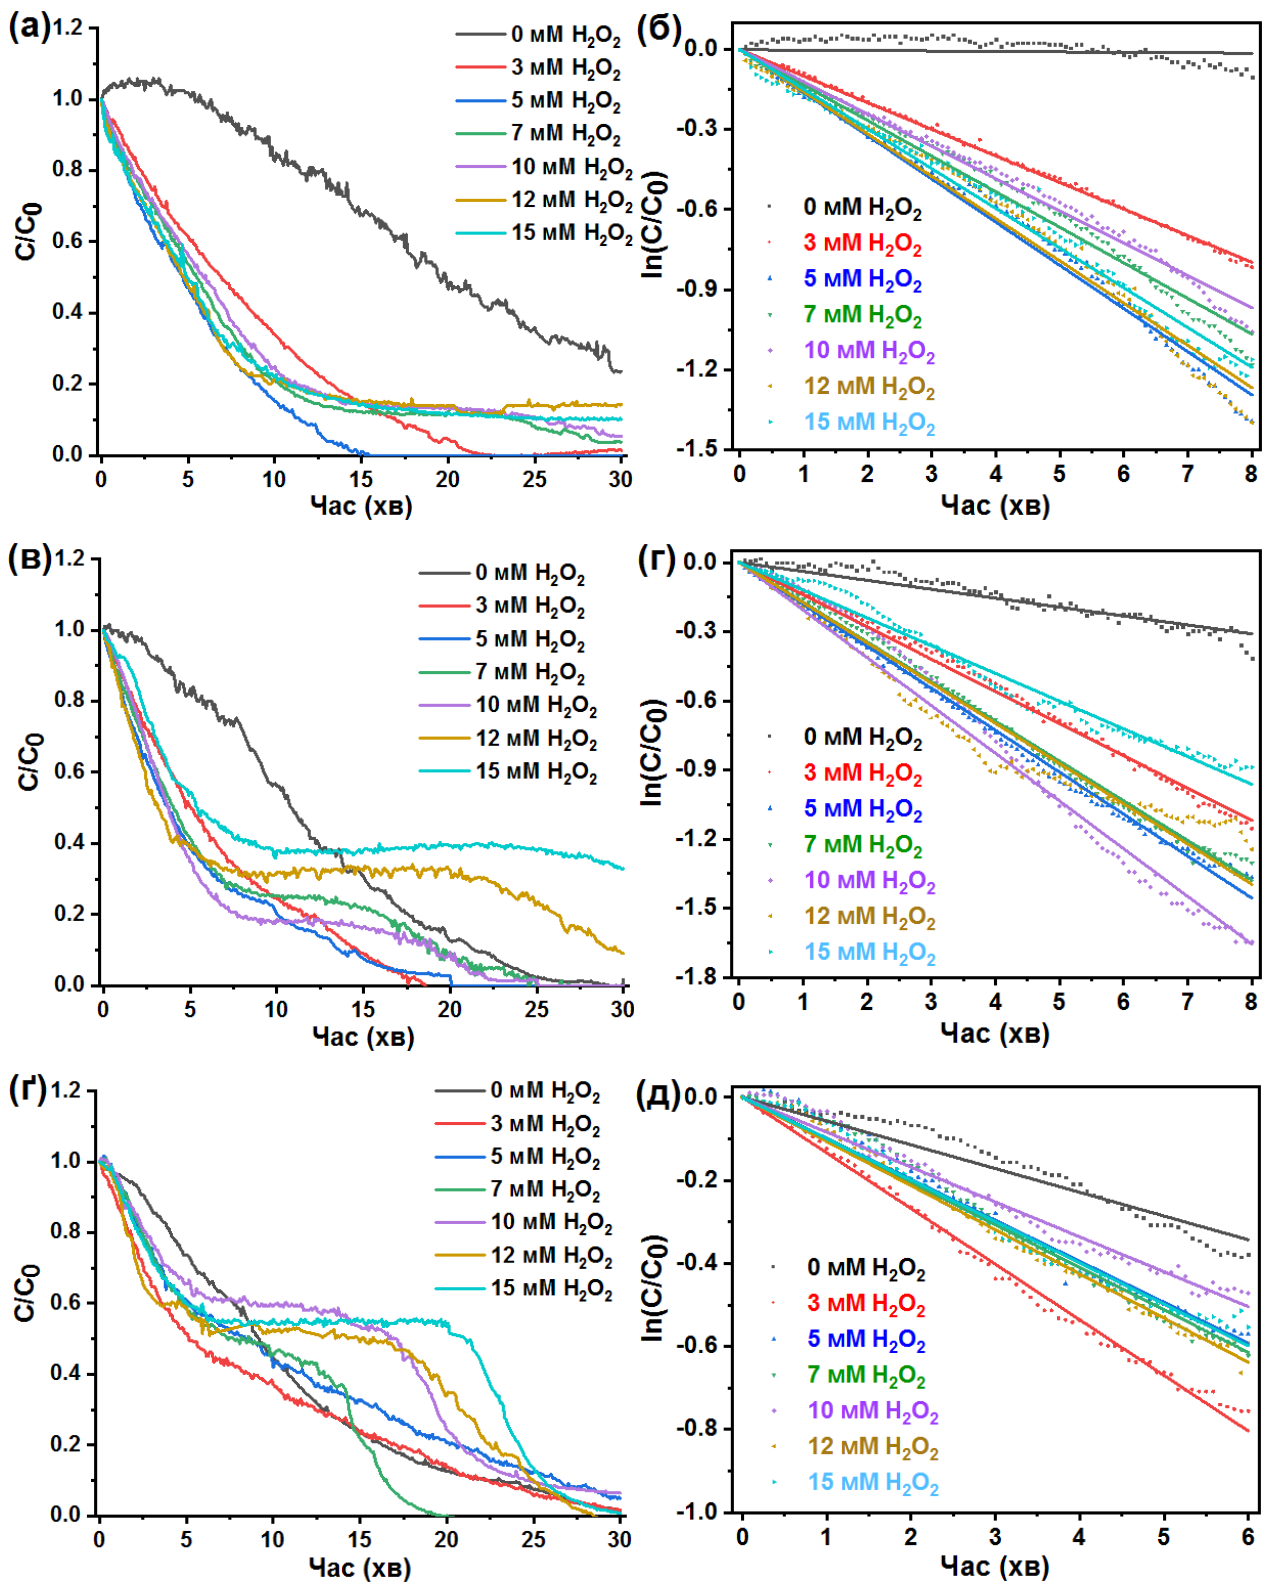 (а)
1.2
1.0
0.8
0.6
0.4
0.2
0.0
C/C0
0 мМ H2O2
3 мМ H2O2
5 мМ H2O2
7 мМ H2O2
10 мМ H2O2
12 мМ H2O2
15 мМ H2O2
0 5 10 15 20 25 30
Час (хв)
(б)
0.0
-0.3
-0.6
-0.9
-1.2
-1.5
ln(C/C0)
0 мМ H2O2
3 мМ H2O2
5 мМ H2O2
7 мМ H2O2
10 мМ H2O2
12 мМ H2O2
15 мМ H2O2
0 1 2 3 4 5 6 7 8
Час (хв)
(в)
1.2
1.0
0.8
0.6
0.4
0.2
0.0
C/C0
0 мМ H2O2
3 мМ H2O2
5 мМ H2O2
7 мМ H2O2
10 мМ H2O2
12 мМ H2O2
15 мМ H2O2
0 5 10 15 20 25 30
Час (хв)
(г)
0.0
-0.3
-0.6
-0.9
-1.2
-1.5
-1.8
ln(C/C0)
0 мМ H2O2
3 мМ H2O2
5 мМ H2O2
7 мМ H2O2
10 мМ H2O2
12 мМ H2O2
15 мМ H2O2
0 1 2 3 4 5 6 7 8
Час (хв)
(ґ)
1.2
1.0
0.8
0.6
0.4
0.2
0.0
C/C0
0 мМ H2O2
3 мМ H2O2
5 мМ H2O2
7 мМ H2O2
10 мМ H2O2
12 мМ H2O2
15 мМ H2O2
0 5 10 15 20 25 30
Час (хв)
(д)
0.0
-0.2
-0.4
-0.6
-0.8
-1.0
ln(C/C0)
0 мМ H2O2
3 мМ H2O2
5 мМ H2O2
7 мМ H2O2
10 мМ H2O2
12 мМ H2O2
15 мМ H2O2
0 1 2 3 4 5 6
Час (хв)